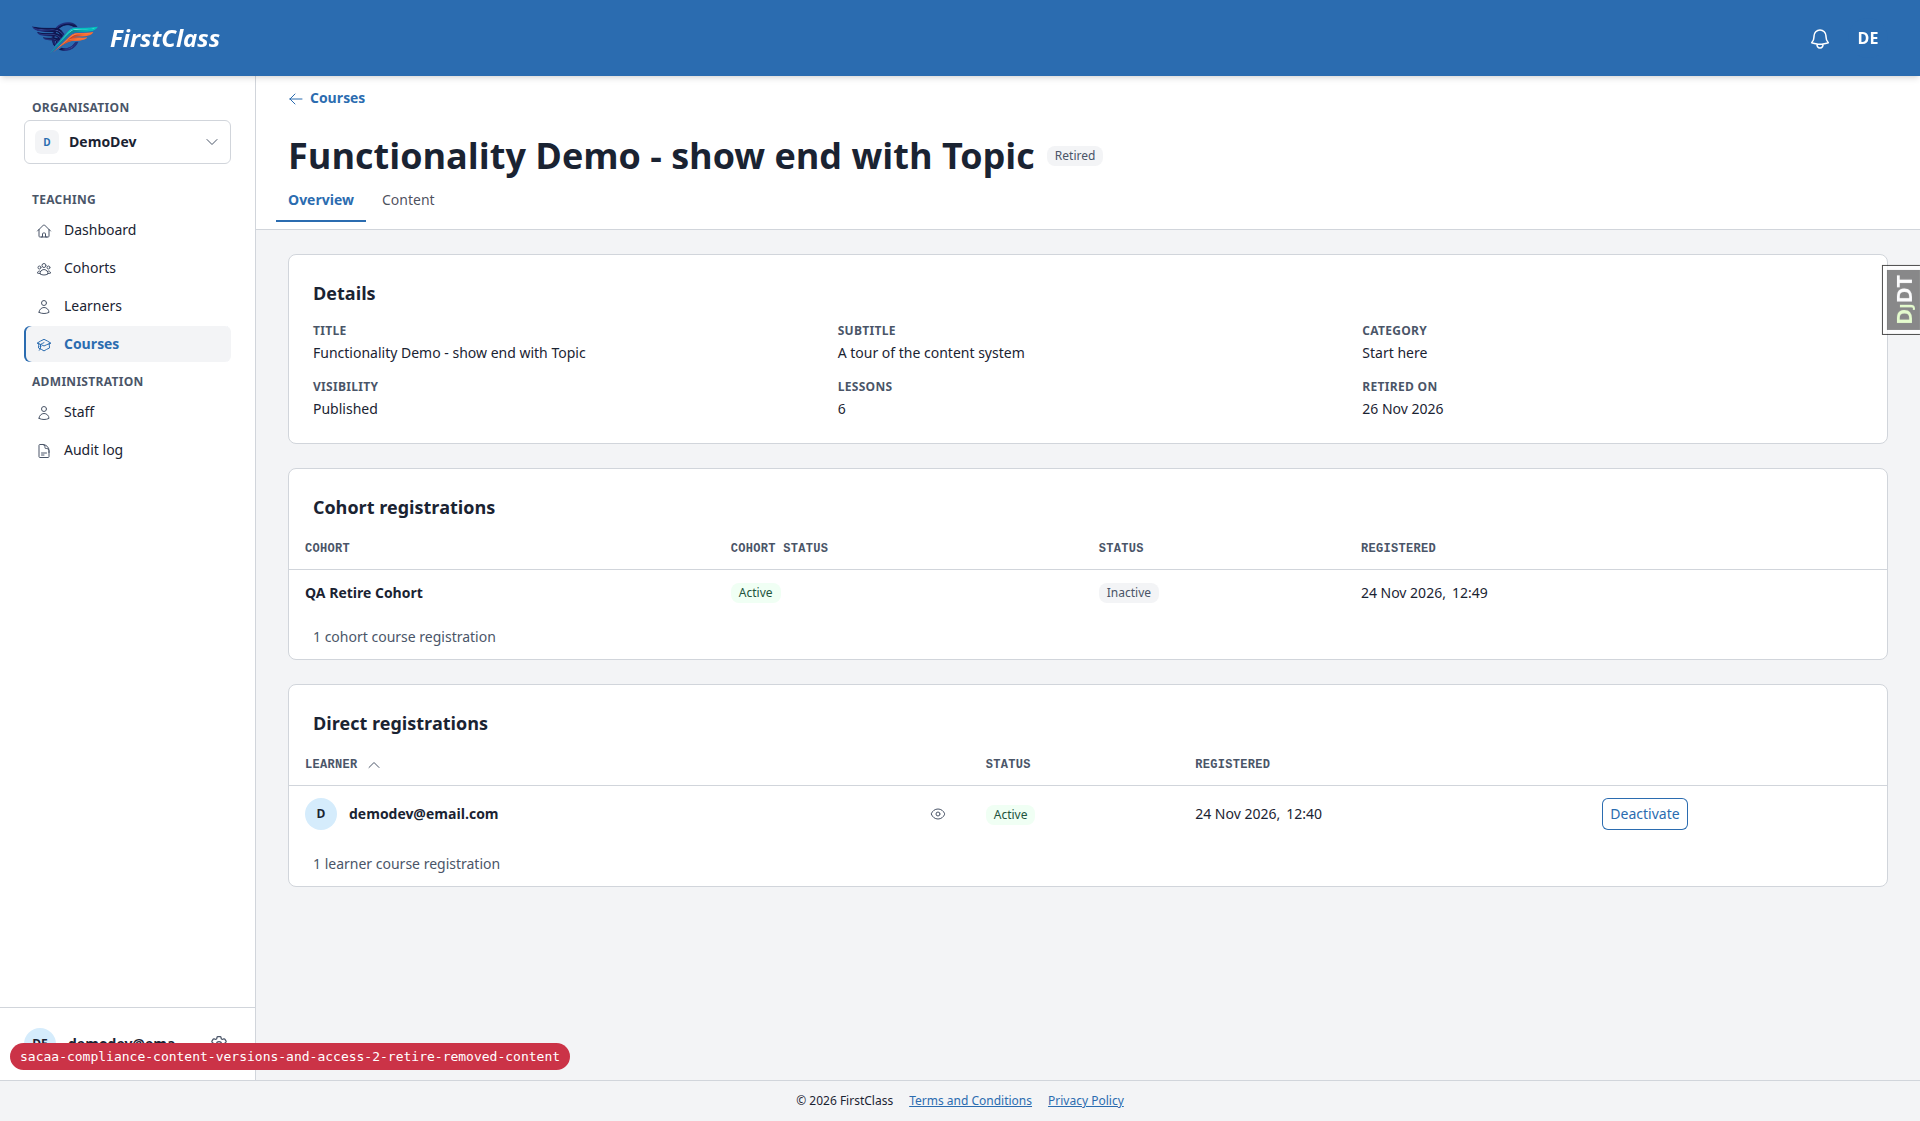 FirstClass
DE
ORGANISATION
D DemoDev
TEACHING
Dashboard
Cohorts
Learners
Courses
ADMINISTRATION
Staff
Audit log
Courses
Functionality Demo - show end with Topic Retired
Overview Content
Details
TITLE SUBTITLE CATEGORY
Functionality Demo - show end with Topic A tour of the content system Start here
VISIBILITY LESSONS RETIRED ON
Published 6 26 Nov 2026
Cohort registrations
COHORT COHORT STATUS STATUS REGISTERED
QA Retire Cohort Active Inactive 24 Nov 2026, 12:49
1 cohort course registration
Direct registrations
LEARNER STATUS REGISTERED
D demodev@email.com Active 24 Nov 2026, 12:40 Deactivate
1 learner course registration
DjDT
DE demodev@ema
sacaa-compliance-content-versions-and-access-2-retire-removed-content
© 2026 FirstClass Terms and Conditions Privacy Policy